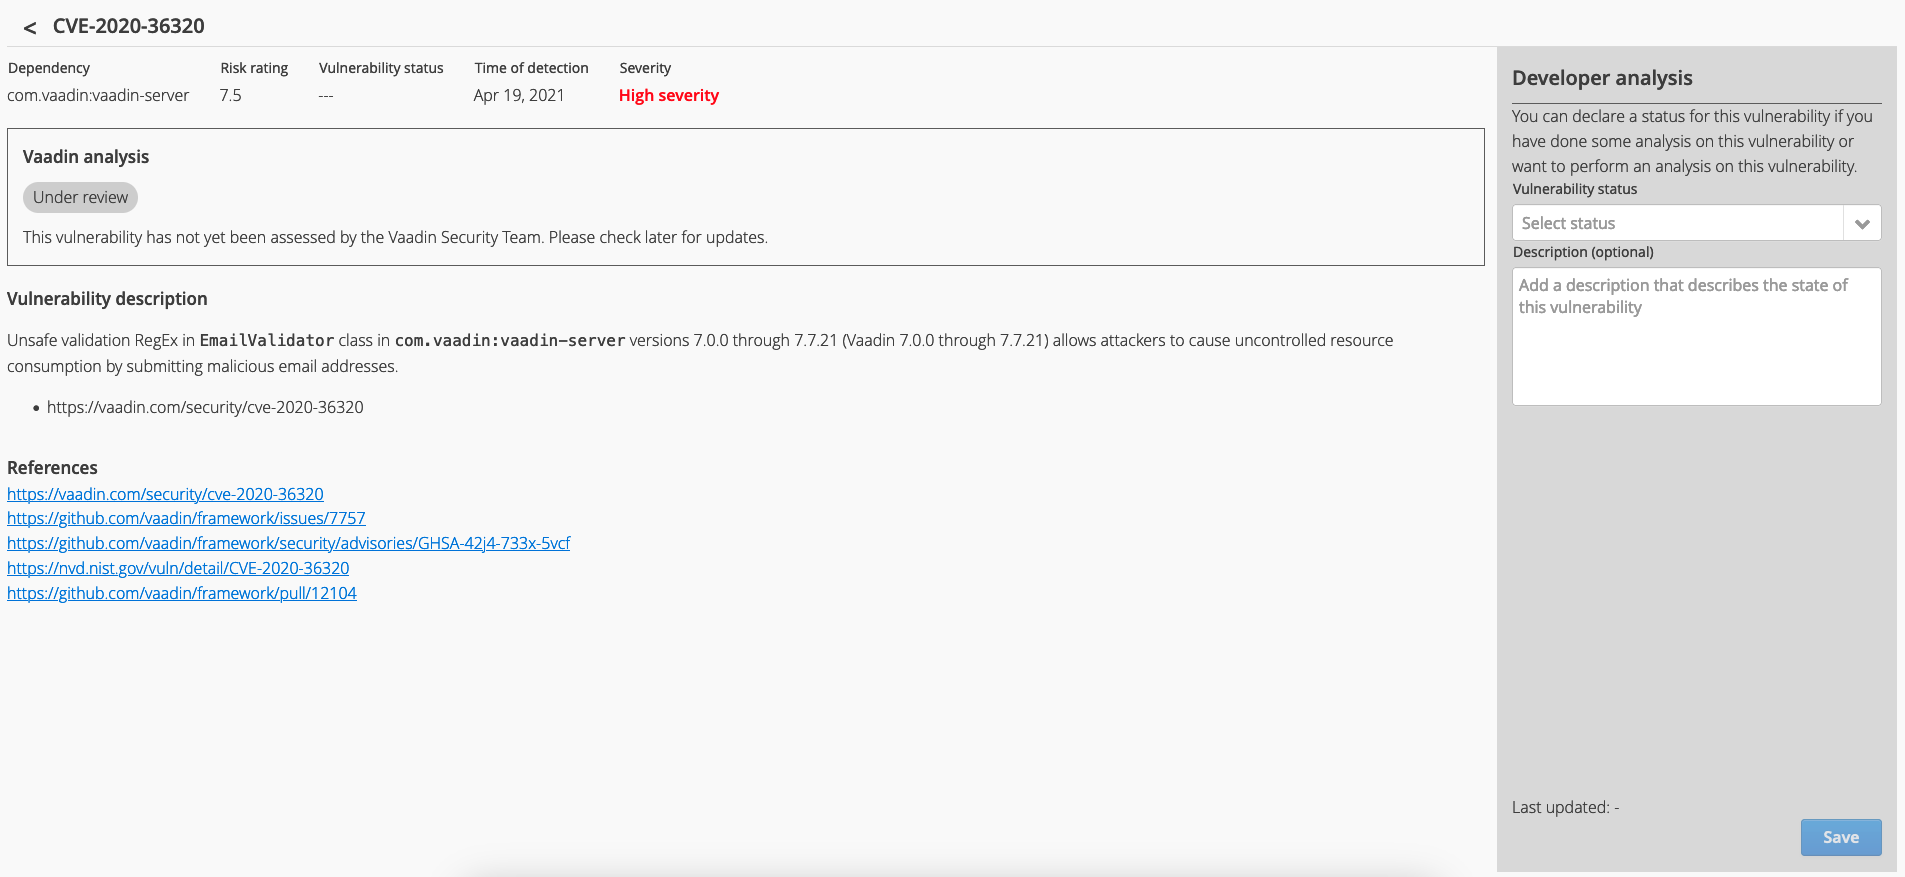 < CVE-2020-36320
Dependency Risk rating Vulnerability status Time of detection Severity
com.vaadin:vaadin-server 7.5 --- Apr 19, 2021 High severity
Vaadin analysis
Under review
This vulnerability has not yet been assessed by the Vaadin Security Team. Please check later for updates.
Vulnerability description
Unsafe validation RegEx in EmailValidator class in com.vaadin:vaadin-server versions 7.0.0 through 7.7.21 (Vaadin 7.0.0 through 7.7.21) allows attackers to cause uncontrolled resource
consumption by submitting malicious email addresses.
• https://vaadin.com/security/cve-2020-36320
References
https://vaadin.com/security/cve-2020-36320
https://github.com/vaadin/framework/issues/7757
https://github.com/vaadin/framework/security/advisories/GHSA-42j4-733x-5vcf
https://nvd.nist.gov/vuln/detail/CVE-2020-36320
https://github.com/vaadin/framework/pull/12104
Developer analysis
You can declare a status for this vulnerability if you
have done some analysis on this vulnerability or
want to perform an analysis on this vulnerability.
Vulnerability status
Select status
Description (optional)
Add a description that describes the state of
this vulnerability
Last updated: -
Save